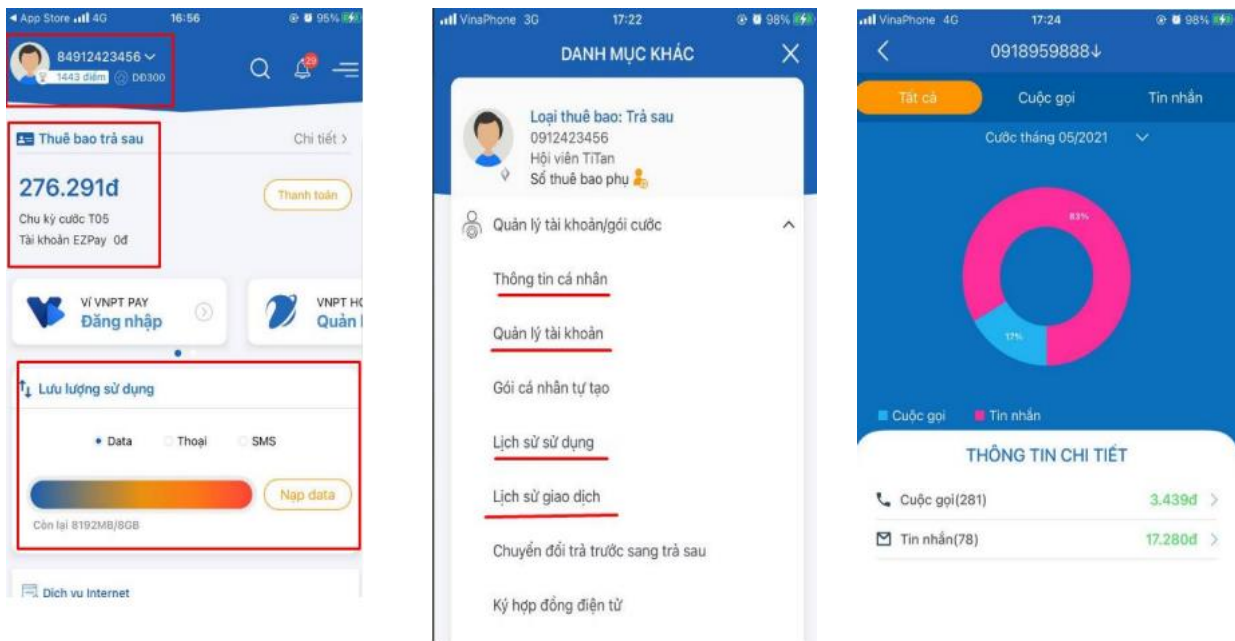 App Store 4G 16:56 95%
84912423456
1443 điểm DĐ300
29
Thuê bao trả sau Chi tiết >
276.291đ
Thanh toán
Chu kỳ cước T05
Tài khoản EZPay 0đ
Ví VNPT PAY
Đăng nhập
VNPT HO
Quản l
Lưu lượng sử dụng
Data Thoại SMS
Nạp data
Còn lại 8192MB/8GB
Dịch vụ Internet
VinaPhone 3G 17:22 98%
DANH MỤC KHÁC
Loại thuê bao: Trả sau
0912423456
Hội viên TiTan
Số thuê bao phụ
Quản lý tài khoản/gói cước
Thông tin cá nhân
Quản lý tài khoản
Gói cá nhân tự tạo
Lịch sử sử dụng
Lịch sử giao dịch
Chuyển đổi trả trước sang trả sau
Ký hợp đồng điện tử
VinaPhone 4G 17:24 98%
0918959888↓
Tất cả Cuộc gọi Tin nhắn
Cước tháng 05/2021
83%
17%
Cuộc gọi Tin nhắn
THÔNG TIN CHI TIẾT
Cuộc gọi(281) 3.439đ >
Tin nhắn(78) 17.280đ >